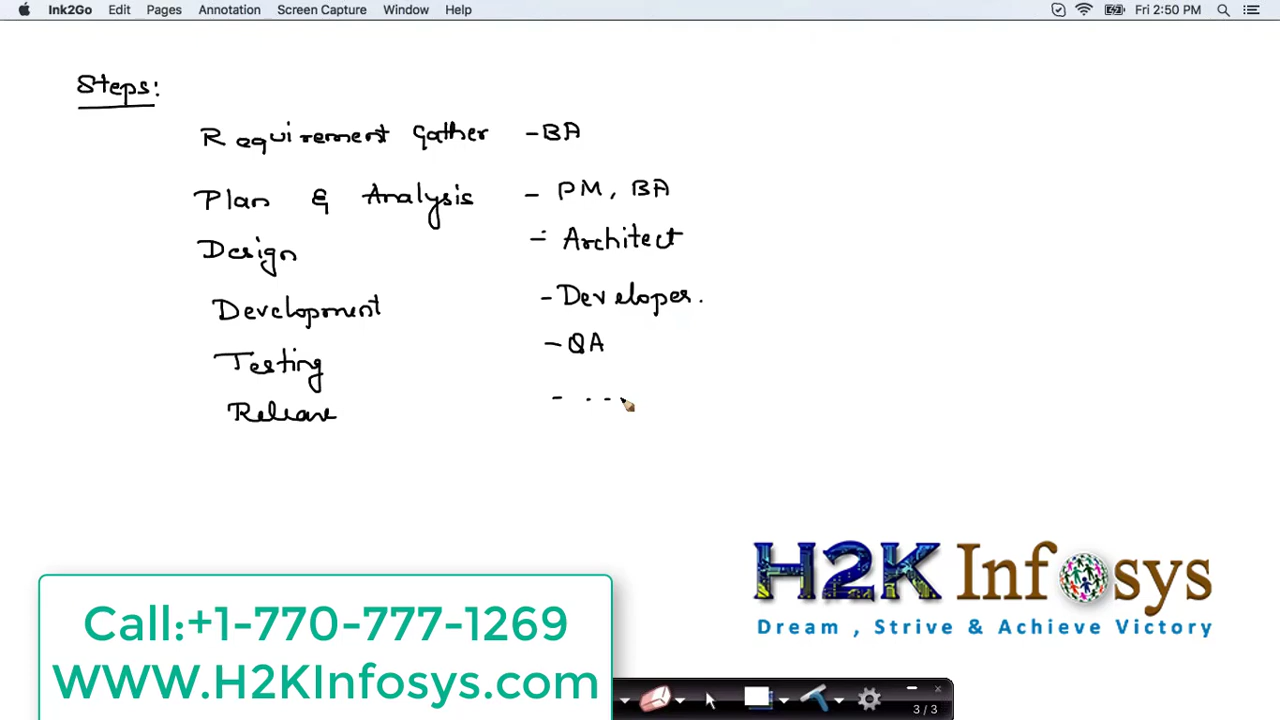 Ink2Go Edit Pages Annotation Screen Capture Window Help Fri 2:50 PM
Steps:
Requirement Gather - BA
Plan & Analysis - PM, BA
Design - Architect
Development - Developer.
Testing - QA
Release - ...
H2K Infosys
Dream , Strive & Achieve Victory
Call:+1-770-777-1269
WWW.H2KInfosys.com
3 / 3